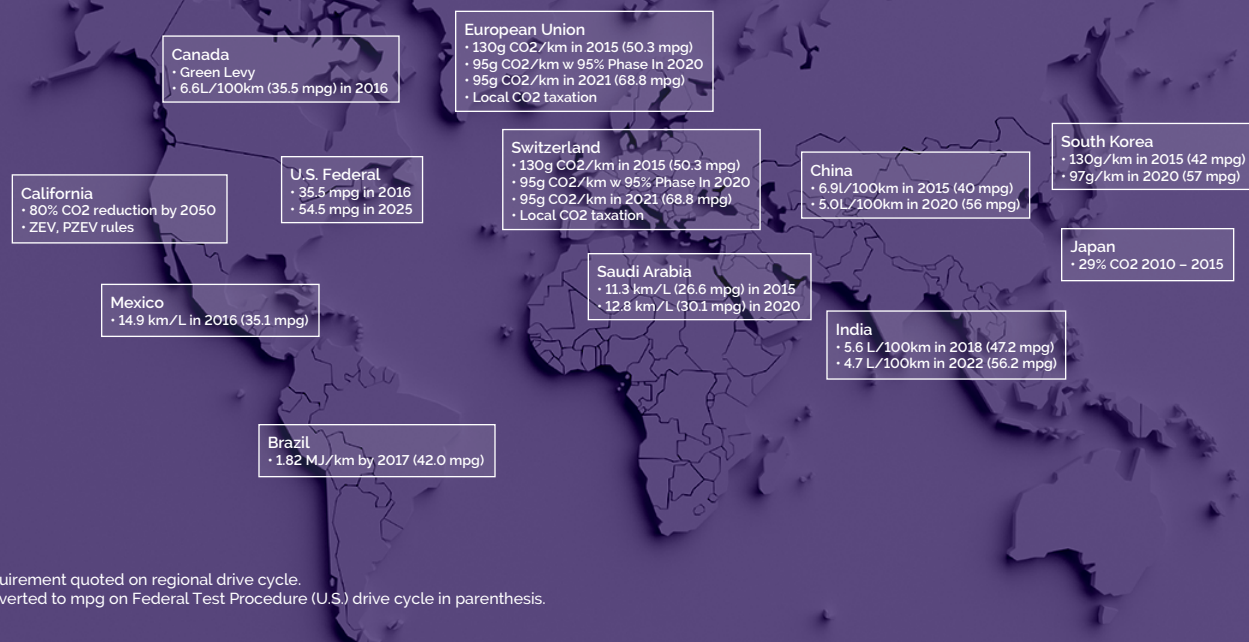 European Union
• 130g CO2/km in 2015 (50.3 mpg)
• 95g CO2/km w 95% Phase In 2020
• 95g CO2/km in 2021 (68.8 mpg)
• Local CO2 taxation
Canada
• Green Levy
• 6.6L/100km (35.5 mpg) in 2016
Switzerland
• 130g CO2/km in 2015 (50.3 mpg)
• 95g CO2/km w 95% Phase In 2020
• 95g CO2/km in 2021 (68.8 mpg)
• Local CO2 taxation
South Korea
• 130g/km in 2015 (42 mpg)
• 97g/km in 2020 (57 mpg)
China
• 6.9L/100km in 2015 (40 mpg)
• 5.0L/100km in 2020 (56 mpg)
U.S. Federal
• 35.5 mpg in 2016
• 54.5 mpg in 2025
California
• 80% CO2 reduction by 2050
• ZEV, PZEV rules
Japan
• 29% CO2 2010 – 2015
Saudi Arabia
• 11.3 km/L (26.6 mpg) in 2015
• 12.8 km/L (30.1 mpg) in 2020
Mexico
• 14.9 km/L in 2016 (35.1 mpg)
India
• 5.6 L/100km in 2018 (47.2 mpg)
• 4.7 L/100km in 2022 (56.2 mpg)
Brazil
• 1.82 MJ/km by 2017 (42.0 mpg)
uirement quoted on regional drive cycle.
verted to mpg on Federal Test Procedure (U.S.) drive cycle in parenthesis.